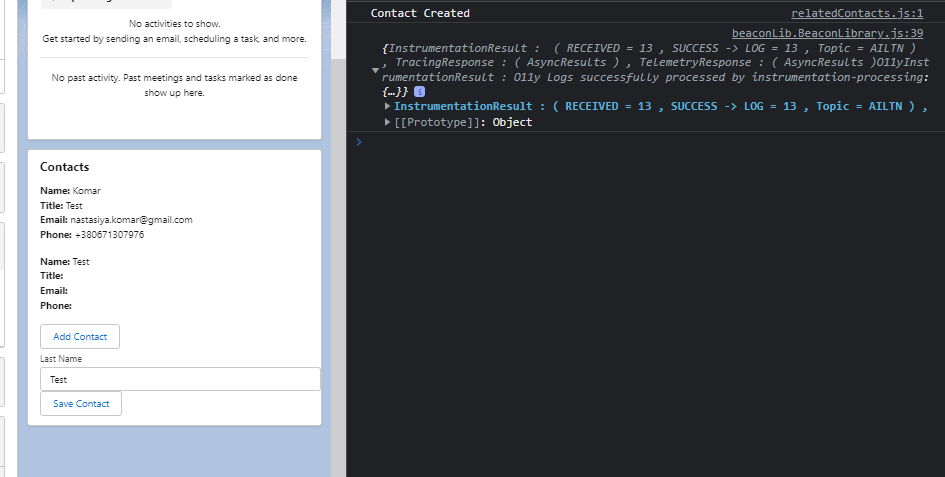 No activities to show.
Get started by sending an email, scheduling a task, and more.
No past activity. Past meetings and tasks marked as done
show up here.
Contacts
Name: Komar
Title: Test
Email: nastasiya.komar@gmail.com
Phone: +380671307976
Name: Test
Title:
Email:
Phone:
Add Contact
Last Name
Test
Save Contact
Contact Created
relatedContacts.js:1
beaconLib.BeaconLibrary.js:39
{InstrumentationResult : ( RECEIVED = 13 , SUCCESS -> LOG = 13 , Topic = AILTN )
, TracingResponse : ( AsyncResults ) , TelemetryResponse : ( AsyncResults )O11yInst
rumentationResult : O11y Logs successfully processed by instrumentation-processing:
{…}} i
InstrumentationResult : ( RECEIVED = 13 , SUCCESS -> LOG = 13 , Topic = AILTN ) ,
[[Prototype]]: Object